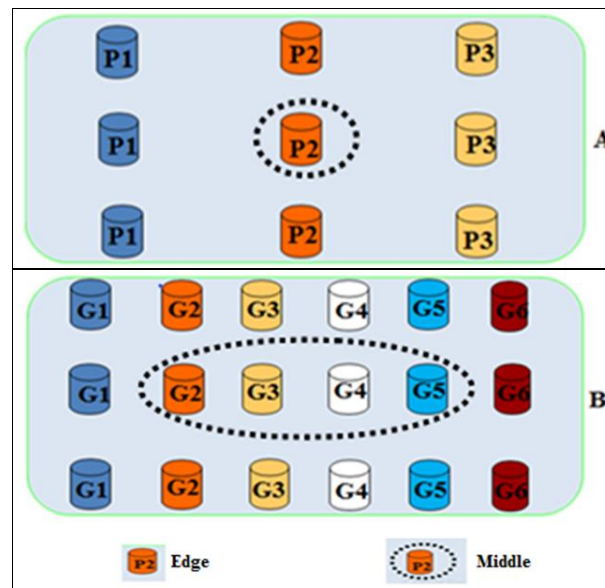 P1 P2 P3
P1 P2 P3 A
P1 P2 P3
G1 G2 G3 G4 G5 G6
G1 G2 G3 G4 G5 G6 B
G1 G2 G3 G4 G5 G6
P2 Edge P2 Middle